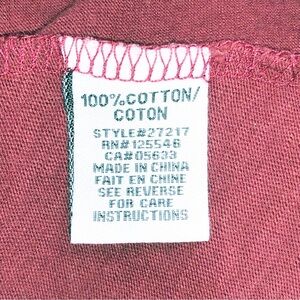 100% COTTON/
COTON
STYLE#27217
RN#125546
CA#05633
MADE IN CHINA
FAIT EN CHINE
SEE REVERSE
FOR CARE
INSTRUCTIONS